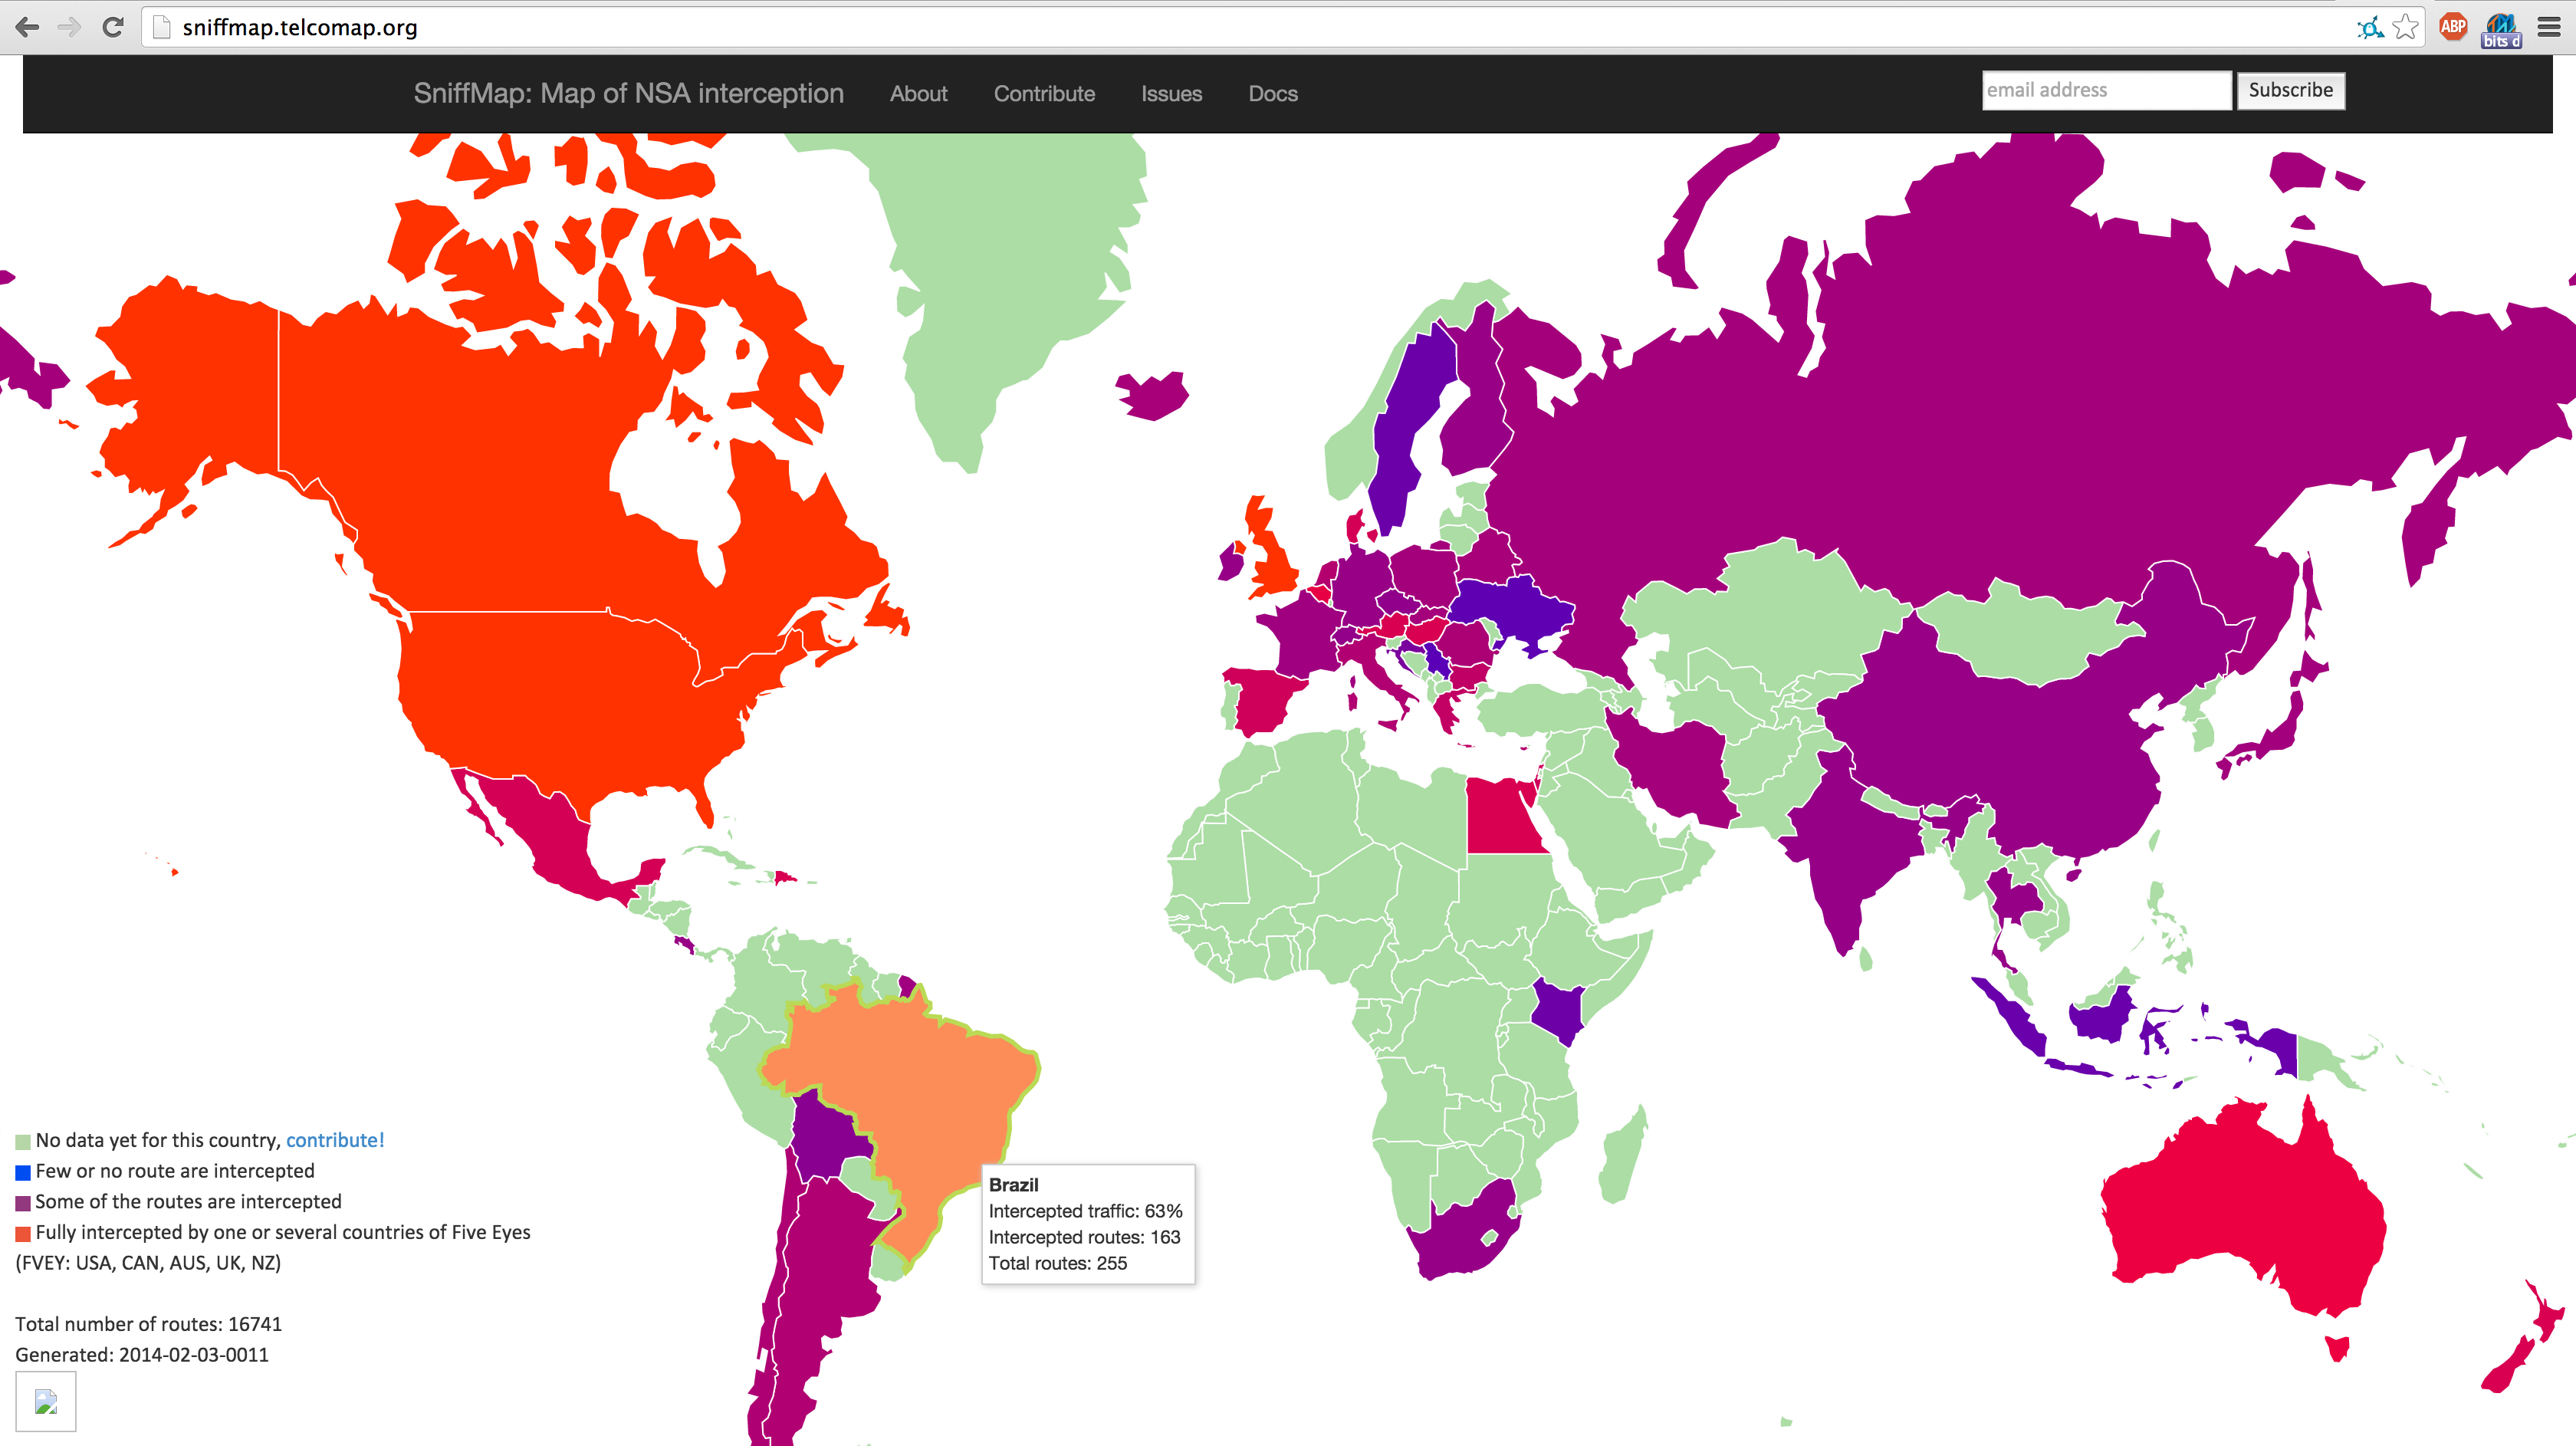 sniffmap.telcomap.org
ABP
bits d
SniffMap: Map of NSA interception
About
Contribute
Issues
Docs
email address
Subscribe
Brazil
Intercepted traffic: 63%
Intercepted routes: 163
Total routes: 255
No data yet for this country, contribute!
Few or no route are intercepted
Some of the routes are intercepted
Fully intercepted by one or several countries of Five Eyes
(FVEY: USA, CAN, AUS, UK, NZ)
Total number of routes: 16741
Generated: 2014-02-03-0011